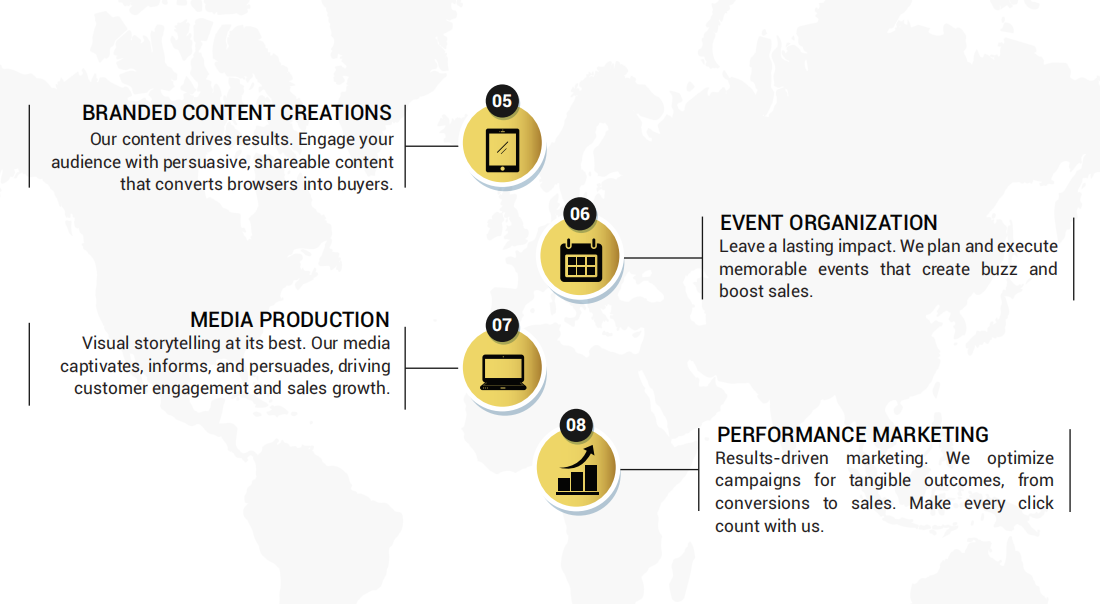 05
BRANDED CONTENT CREATIONS
Our content drives results. Engage your
audience with persuasive, shareable content
that converts browsers into buyers.
06
EVENT ORGANIZATION
Leave a lasting impact. We plan and execute
memorable events that create buzz and
boost sales.
07
MEDIA PRODUCTION
Visual storytelling at its best. Our media
captivates, informs, and persuades, driving
customer engagement and sales growth.
08
PERFORMANCE MARKETING
Results-driven marketing. We optimize
campaigns for tangible outcomes, from
conversions to sales. Make every click
count with us.